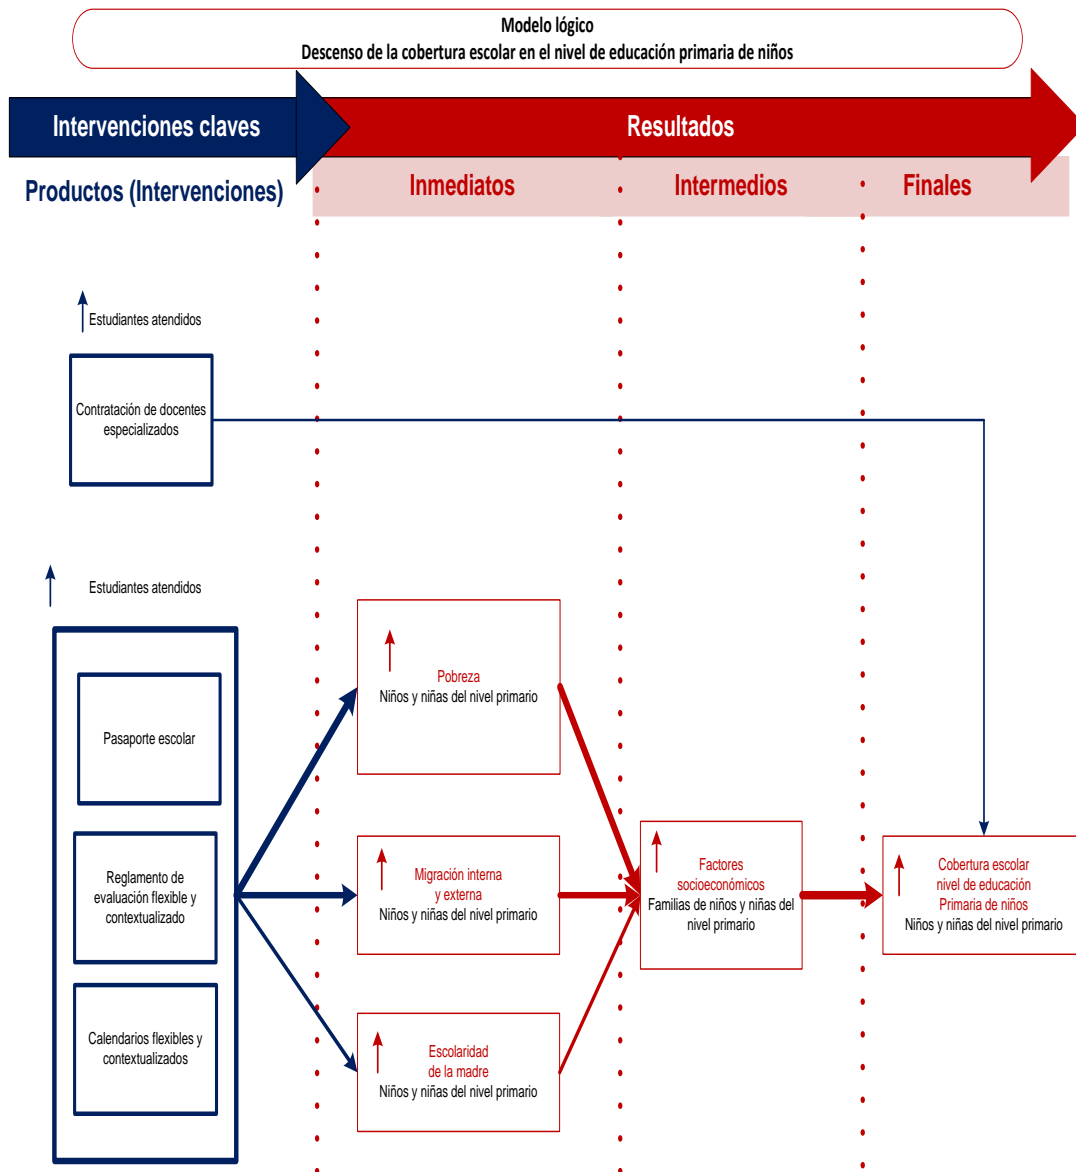 Modelo lógico
Descenso de la cobertura escolar en el nivel de educación primaria de niños
Intervenciones claves
Resultados
Productos (Intervenciones)
Inmediatos
Intermedios
Finales
Estudiantes atendidos
Contratación de docentes
especializados
Estudiantes atendidos
Pasaporte escolar
Reglamento de
evaluación flexible y
contextualizado
Calendarios flexibles y
contextualizados
Pobreza
Niños y niñas del nivel primario
Migración interna
y externa
Niños y niñas del nivel primario
Escolaridad
de la madre
Niños y niñas del nivel primario
Factores
socioeconómicos
Familias de niños y niñas del
nivel primario
Cobertura escolar
nivel de educación
Primaria de niños
Niños y niñas del nivel primario